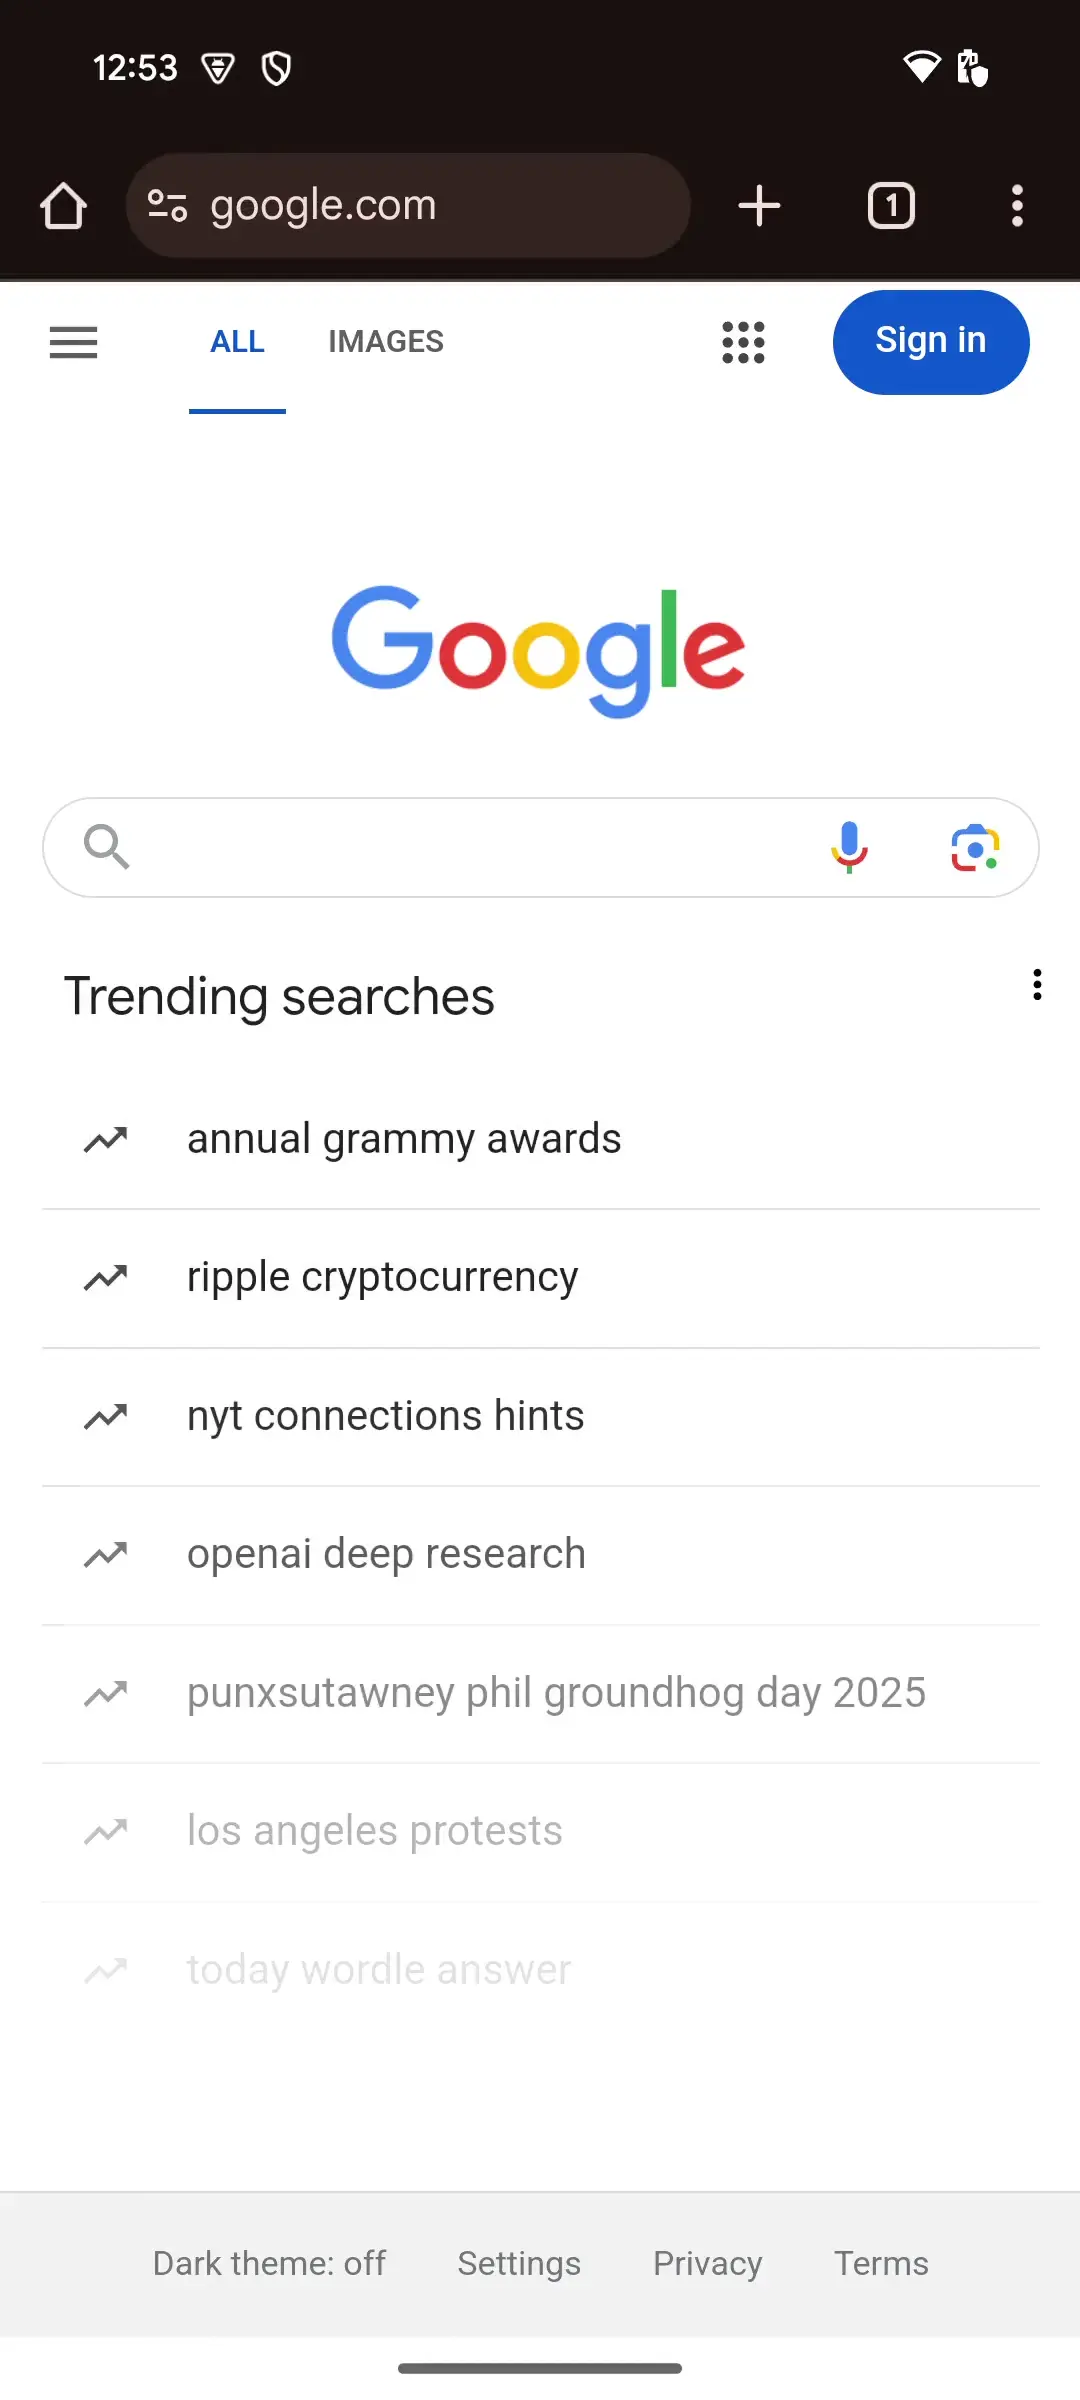 12:53
google.com
1
ALL IMAGES
Sign in
Google
Trending searches
annual grammy awards
ripple cryptocurrency
nyt connections hints
openai deep research
punxsutawney phil groundhog day 2025
los angeles protests
today wordle answer
Dark theme: off Settings Privacy Terms